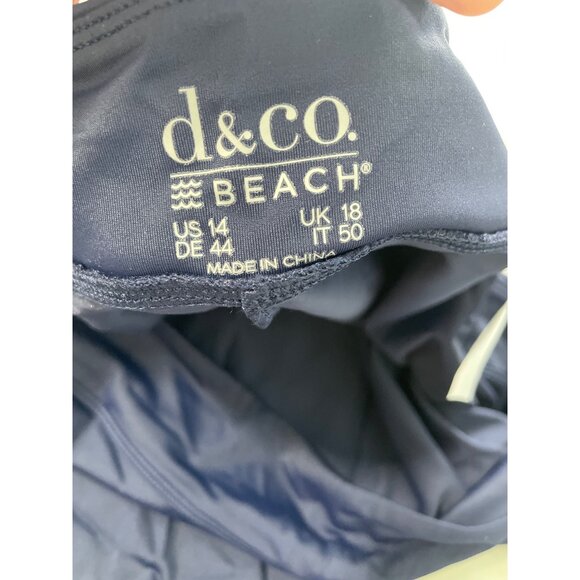 d&co.
BEACH®
US 14 UK 18
DE 44 IT 50
MADE IN CHINA